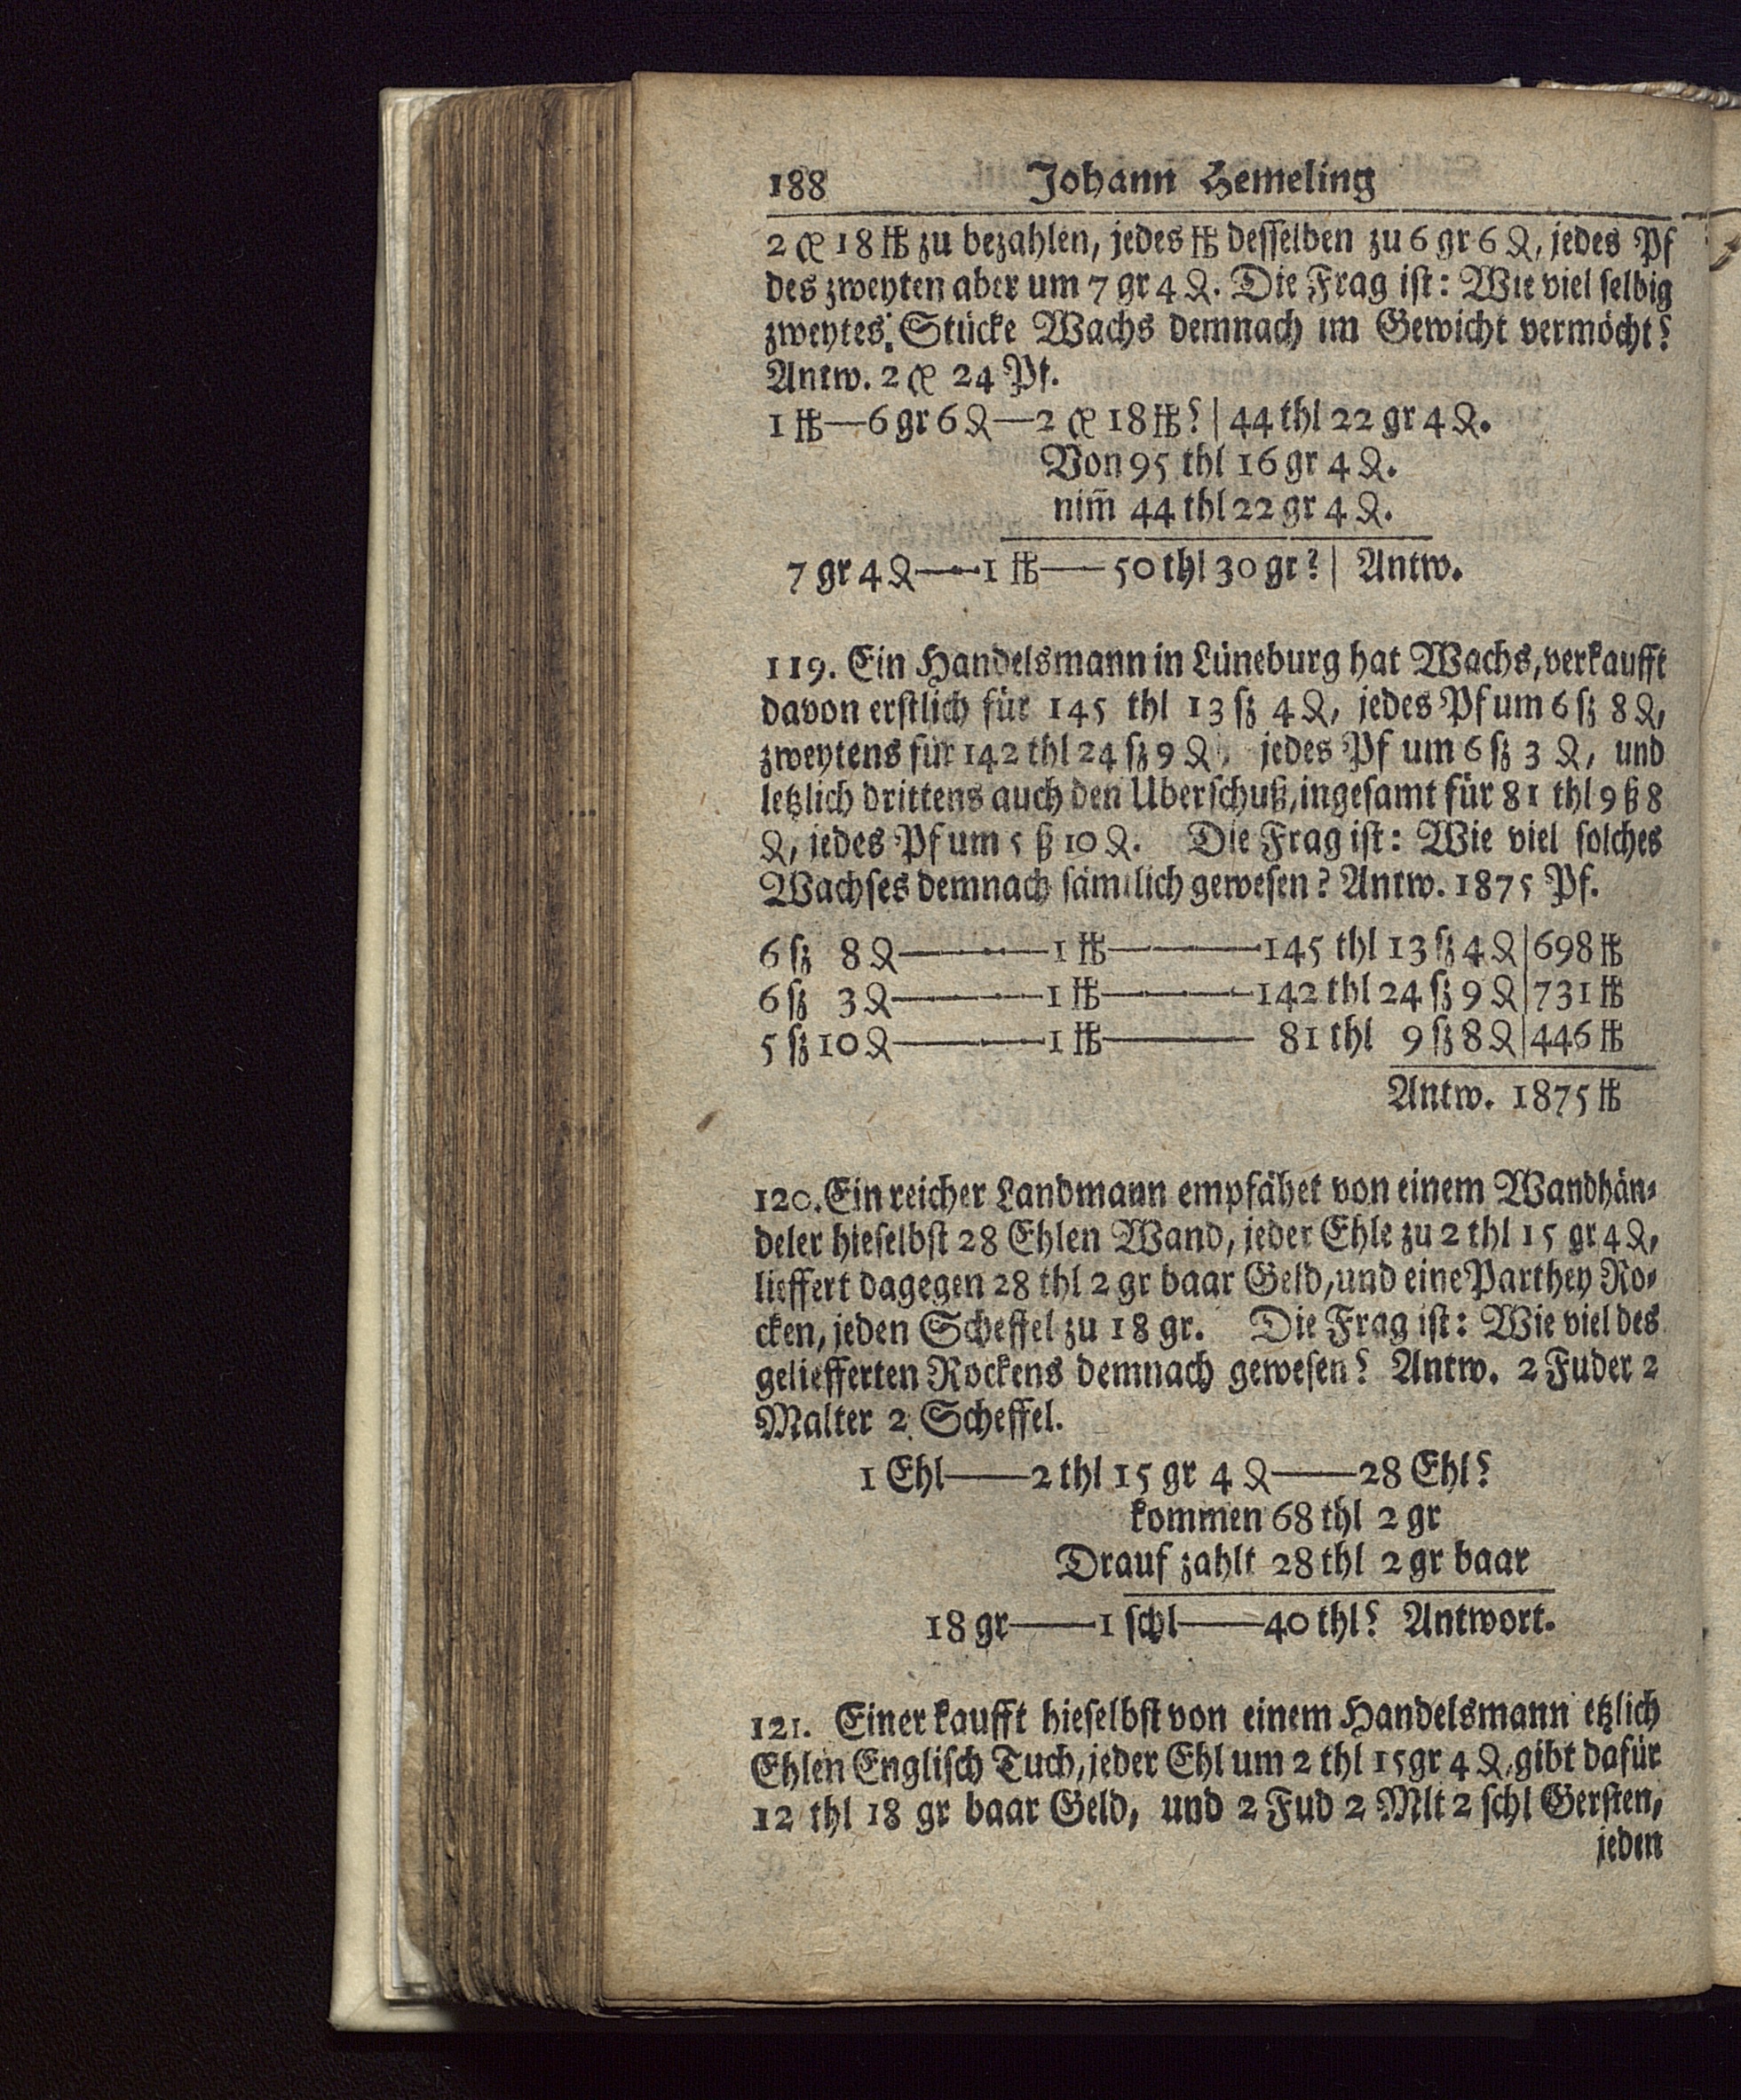 188 Johann Hemeling
2 ℔ 18 ℔ zu bezahlen, jedes ℔ desselben zu 6 gr 6 ₰, jedes Pf
des zweyten aber um 7 gr 4 ₰. Die Frag ist: Wie viel selbig
zweytes Stücke Wachs demnach im Gewicht vermöcht?
Antw. 2 24 Pf.
1 ℔—6 gr 6 ₰—2 18 ℔? | 44 thl 22 gr 4 ₰.
Von 95 thl 16 gr 4 ₰.
nim̄ 44 thl 22 gr 4 ₰.
7 gr 4 ₰——1 ℔——50 thl 30 gr? | Antw.
119. Ein Handelsmann in Lüneburg hat Wachs, verkaufft
davon erstlich für 145 thl 13 ſꝫ 4 ₰, jedes Pf um 6 ſꝫ 8 ₰,
zweytens für 142 thl 24 ſꝫ 9 ₰, jedes Pf um 6 ſꝫ 3 ₰, und
letzlich drittens auch den Überschuß, ingesamt für 81 thl 9 ß 8
₰, jedes Pf um 5 ß 10 ₰. Die Frag ist: Wie viel solches
Wachses demnach sämtlich gewesen? Antw. 1875 Pf.
6 ſꝫ 8 ₰———1 ℔———145 thl 13 ſꝫ 4 ₰|698 ℔
6 ſꝫ 3 ₰———1 ℔———142 thl 24 ſꝫ 9 ₰|731 ℔
5 ſꝫ 10 ₰———1 ℔——— 81 thl 9 ſꝫ 8 ₰|446 ℔
Antw. 1875 ℔
120. Ein reicher Landmann empfähet von einem Wandhän⸗
deler hieselbst 28 Ehlen Wand, jeder Ehle zu 2 thl 15 gr 4 ₰,
lieffert dagegen 28 thl 2 gr baar Geld, und eine Parthey Ro⸗
cken, jeden Scheffel zu 18 gr. Die Frag ist: Wie viel des
geliefferten Rockens demnach gewesen? Antw. 2 Fuder 2
Malter 2 Scheffel.
1 Ehl——2 thl 15 gr 4 ₰——28 Ehl?
kommen 68 thl 2 gr
Drauf zahlt 28 thl 2 gr baar
18 gr——1 schl——40 thl? Antwort.
121. Einer kaufft hieselbst von einem Handelsmann etzlich
Ehlen Englisch Tuch, jeder Ehl um 2 thl 15 gr 4 ₰, gibt dafür
12 thl 18 gr baar Geld, und 2 Fud 2 Mlt 2 schl Gersten,
jeden